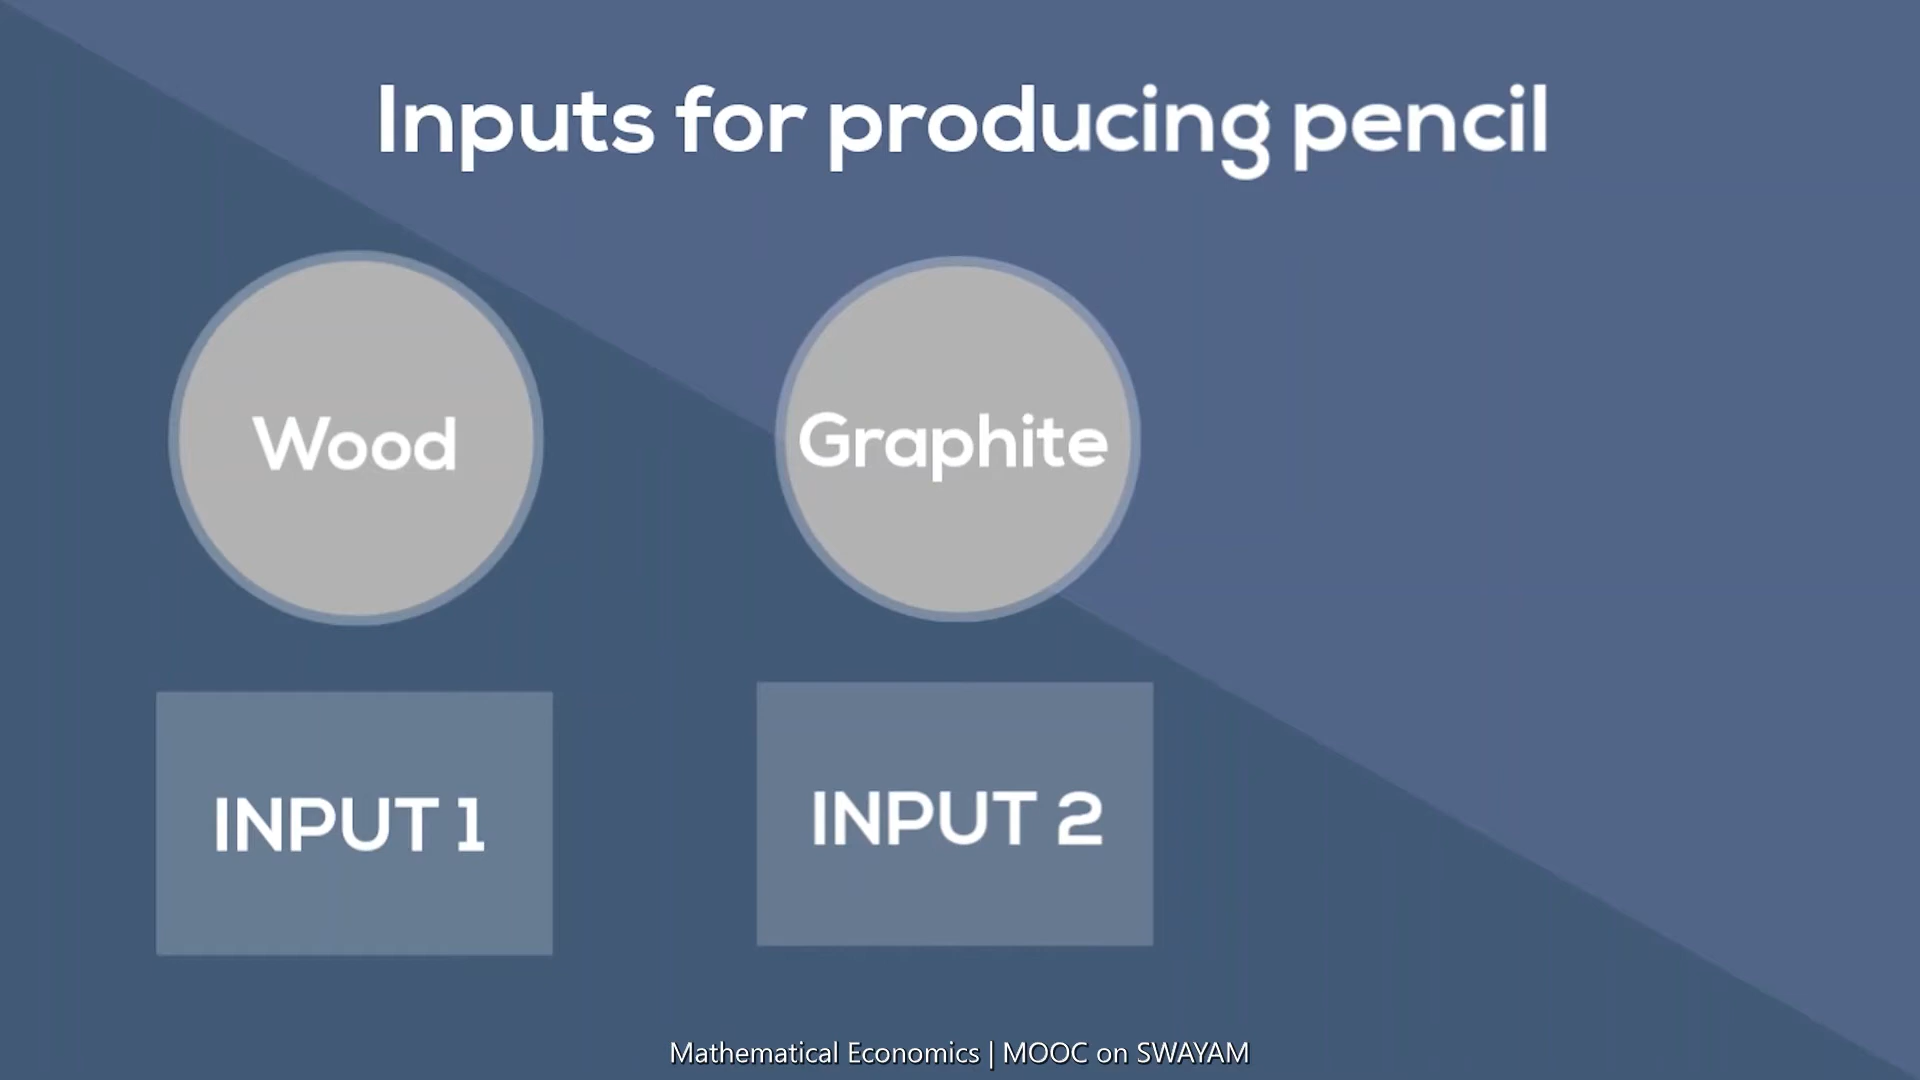 Inputs for producing pencil
Wood
Graphite
INPUT 1
INPUT 2
Mathematical Economics | MOOC on SWAYAM